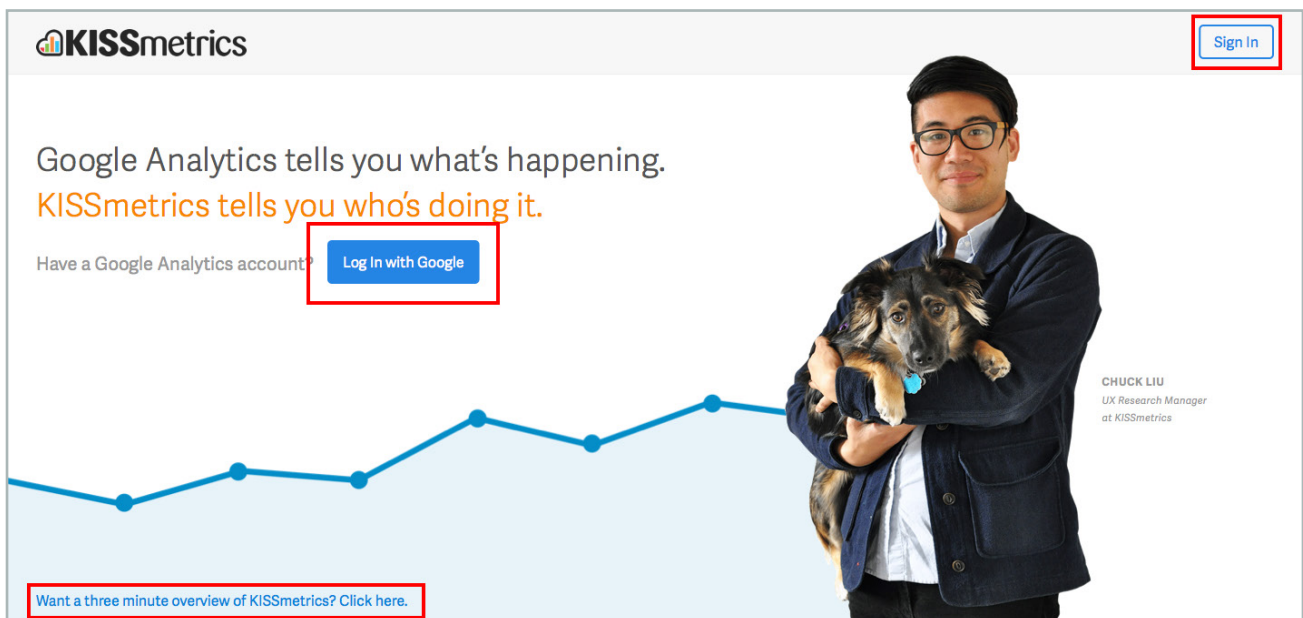 KISSmetrics
Sign In
Google Analytics tells you what's happening.
KISSmetrics tells you who's doing it.
Have a Google Analytics account?
Log In with Google
CHUCK LIU
UX Research Manager
at KISSmetrics
Want a three minute overview of KISSmetrics? Click here.